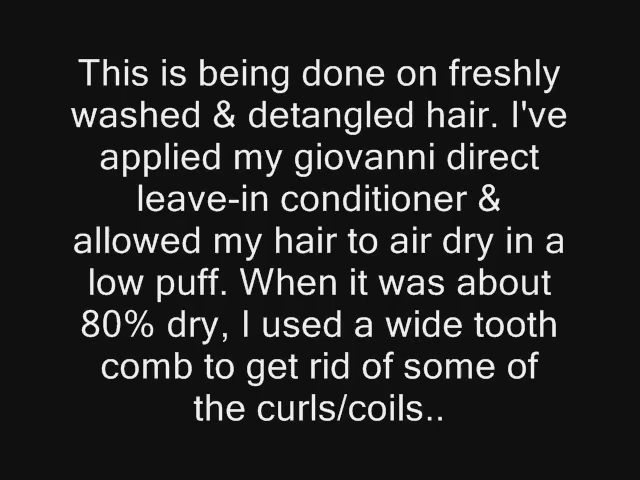 This is being done on freshly
washed & detangled hair. I've
applied my giovanni direct
leave-in conditioner &
allowed my hair to air dry in a
low puff. When it was about
80% dry, I used a wide tooth
comb to get rid of some of
the curls/coils..